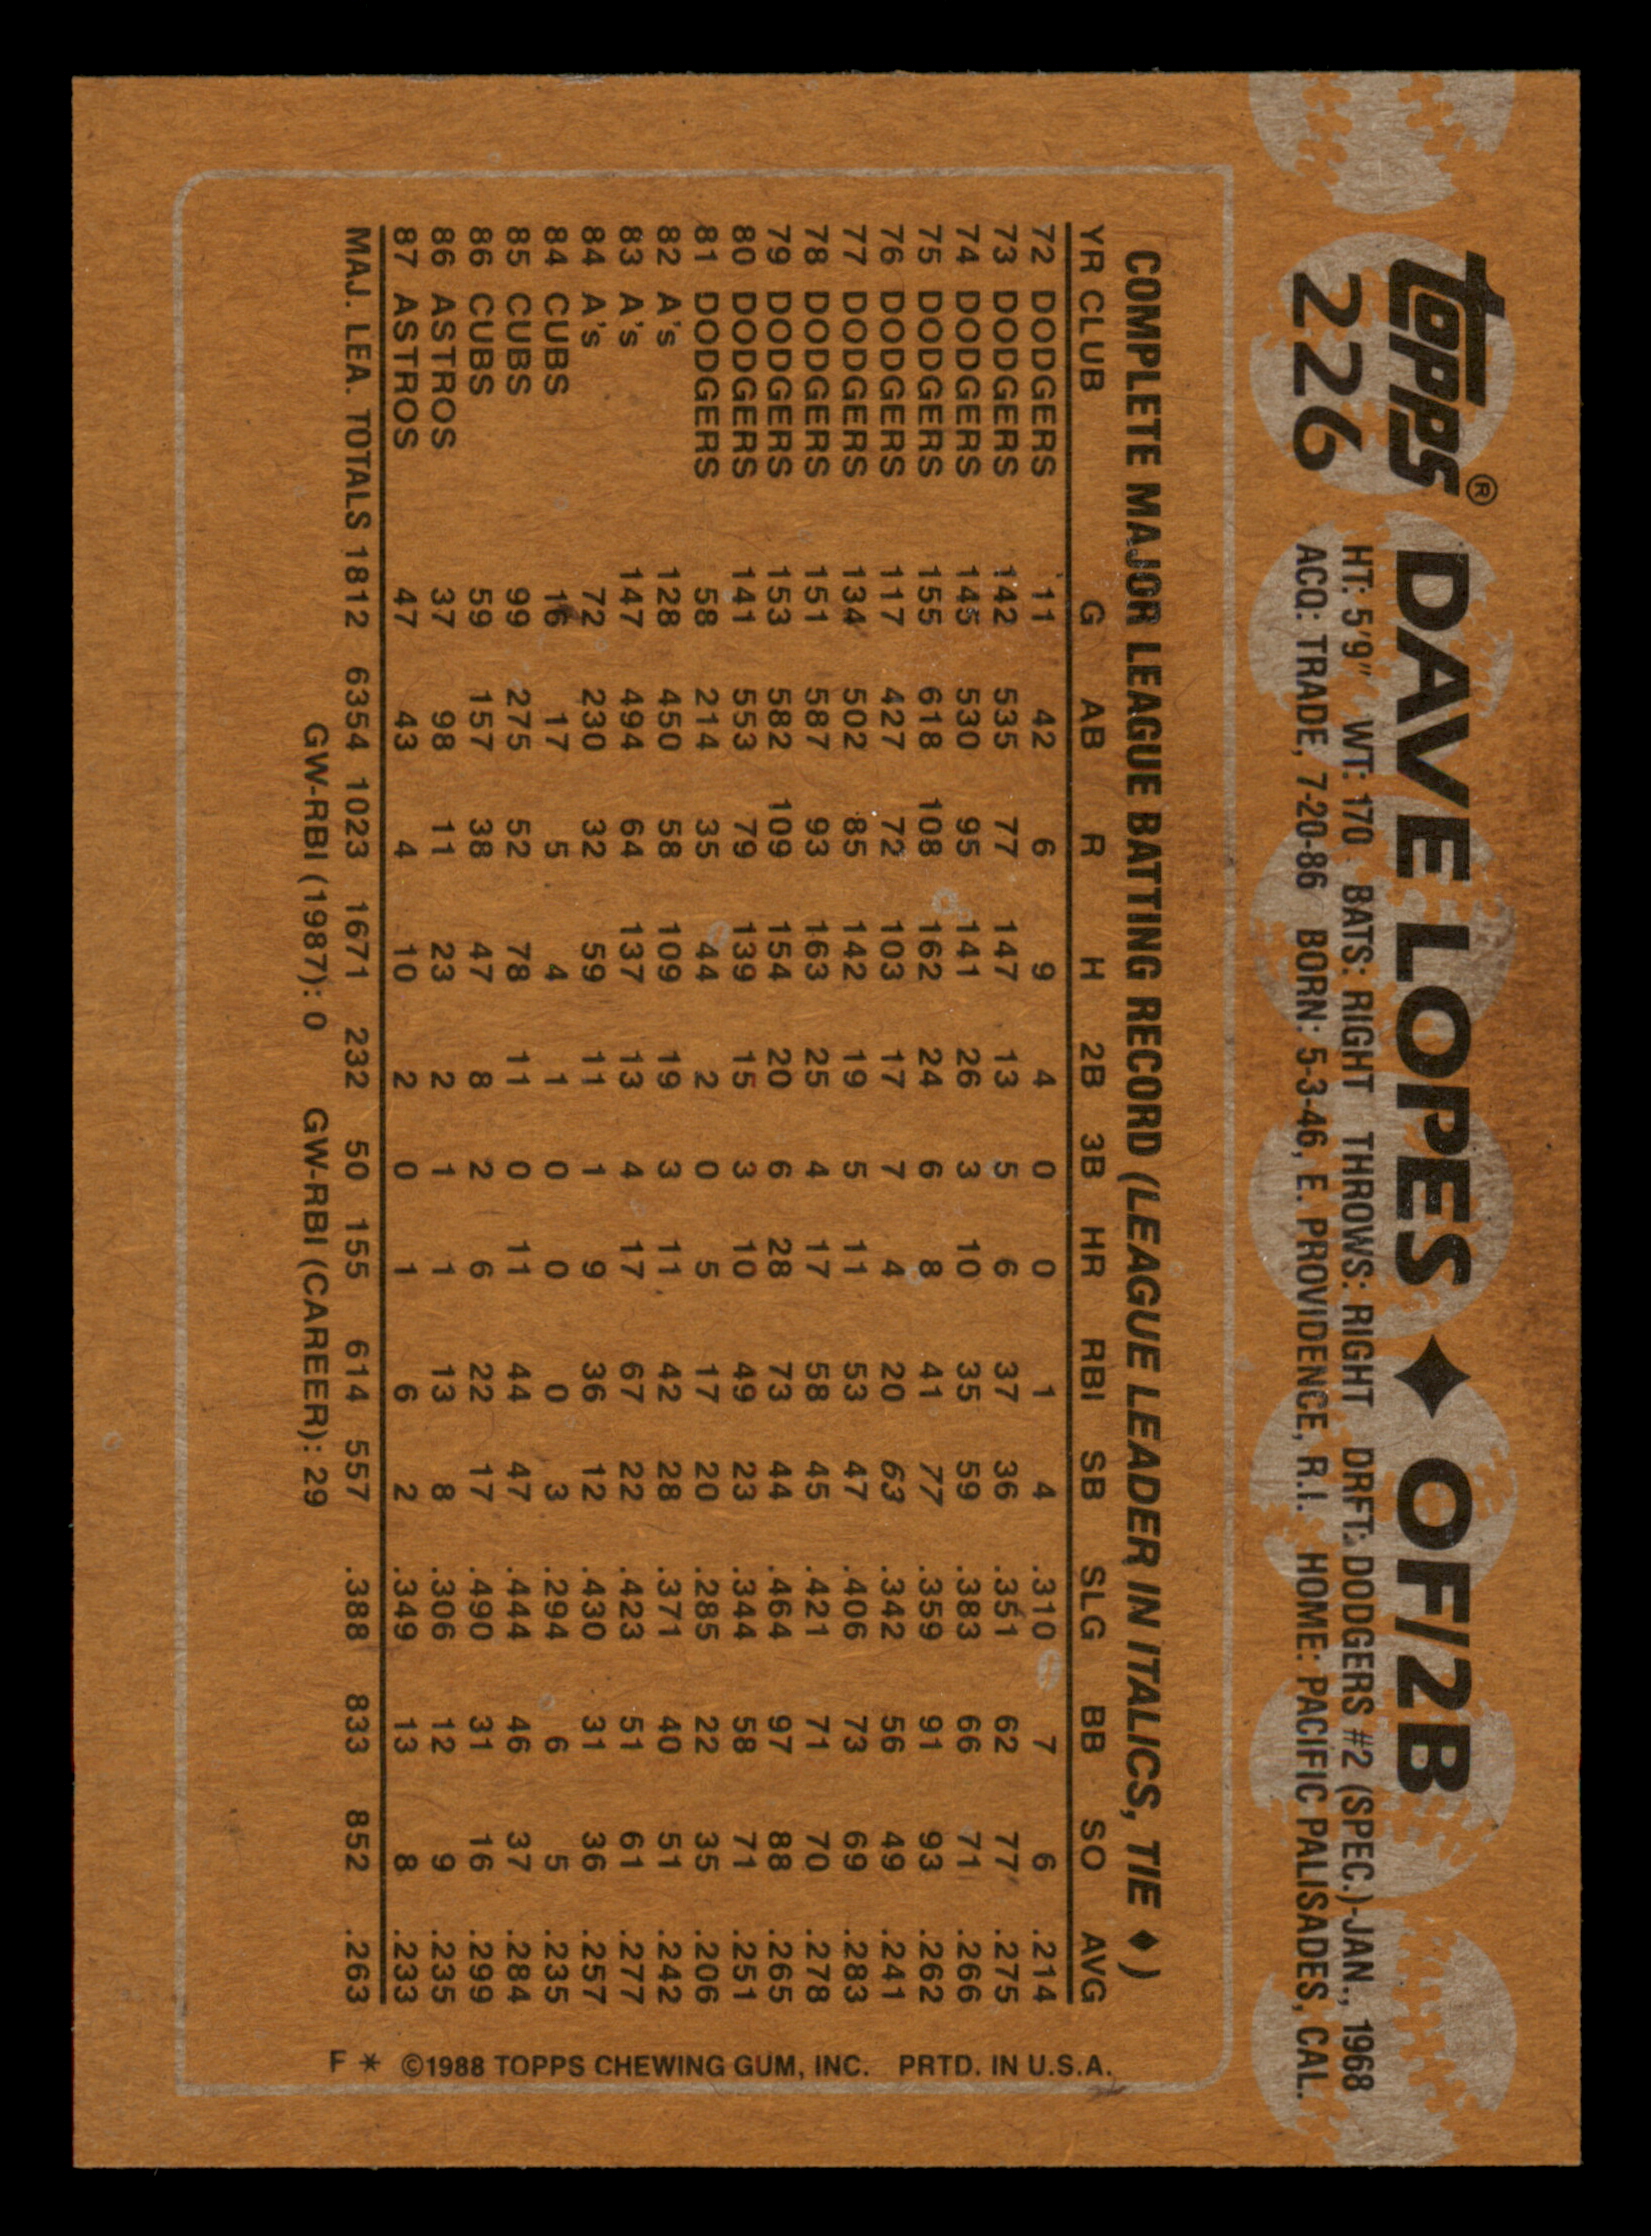 topps®
226
DAVE LOPES ✦ OF/2B
HT: 5'9" WT: 170 BATS: RIGHT THROWS: RIGHT DRFT: DODGERS #2 (SPEC.)-JAN., 1968
ACQ: TRADE, 7-20-86 BORN: 5-3-46, E. PROVIDENCE, R.I. HOME: PACIFIC PALISADES, CAL.
COMPLETE MAJOR LEAGUE BATTING RECORD (LEAGUE LEADER IN ITALICS, TIE ♦)
YR CLUB G AB R H 2B 3B HR RBI SB SLG BB SO AVG
72 DODGERS 11 42 6 9 4 0 0 1 4 .310 7 6 .214
73 DODGERS 142 535 77 147 13 5 6 37 36 .351 62 77 .275
74 DODGERS 145 530 95 141 26 3 10 35 59 .383 66 71 .266
75 DODGERS 155 618 108 162 24 6 8 41 77 .359 91 93 .262
76 DODGERS 117 427 72 103 17 7 4 20 63 .342 56 49 .241
77 DODGERS 134 502 85 142 19 5 11 53 47 .406 73 69 .283
78 DODGERS 151 587 93 163 25 4 17 58 45 .421 71 70 .278
79 DODGERS 153 582 109 154 20 6 28 73 44 .464 97 88 .265
80 DODGERS 141 553 79 139 15 3 10 49 23 .344 58 71 .251
81 DODGERS 58 214 35 44 2 0 5 17 20 .285 22 35 .206
82 A's 128 450 58 109 19 3 11 42 28 .371 40 51 .242
83 A's 147 494 64 137 13 4 17 67 22 .423 51 61 .277
84 A's 72 230 32 59 11 1 9 36 12 .430 31 36 .257
84 CUBS 16 17 5 4 1 0 0 0 3 .294 6 5 .235
85 CUBS 99 275 52 78 11 0 11 44 47 .444 46 37 .284
86 CUBS 59 157 38 47 8 2 6 22 17 .490 31 16 .299
86 ASTROS 37 98 11 23 2 1 1 13 8 .306 12 9 .235
87 ASTROS 47 43 4 10 2 0 1 6 2 .349 13 8 .233
MAJ. LEA. TOTALS 1812 6354 1023 1671 232 50 155 614 557 .388 833 852 .263
GW-RBI (1987): 0 GW-RBI (CAREER): 29
F * ©1988 TOPPS CHEWING GUM, INC. PRTD. IN U.S.A.